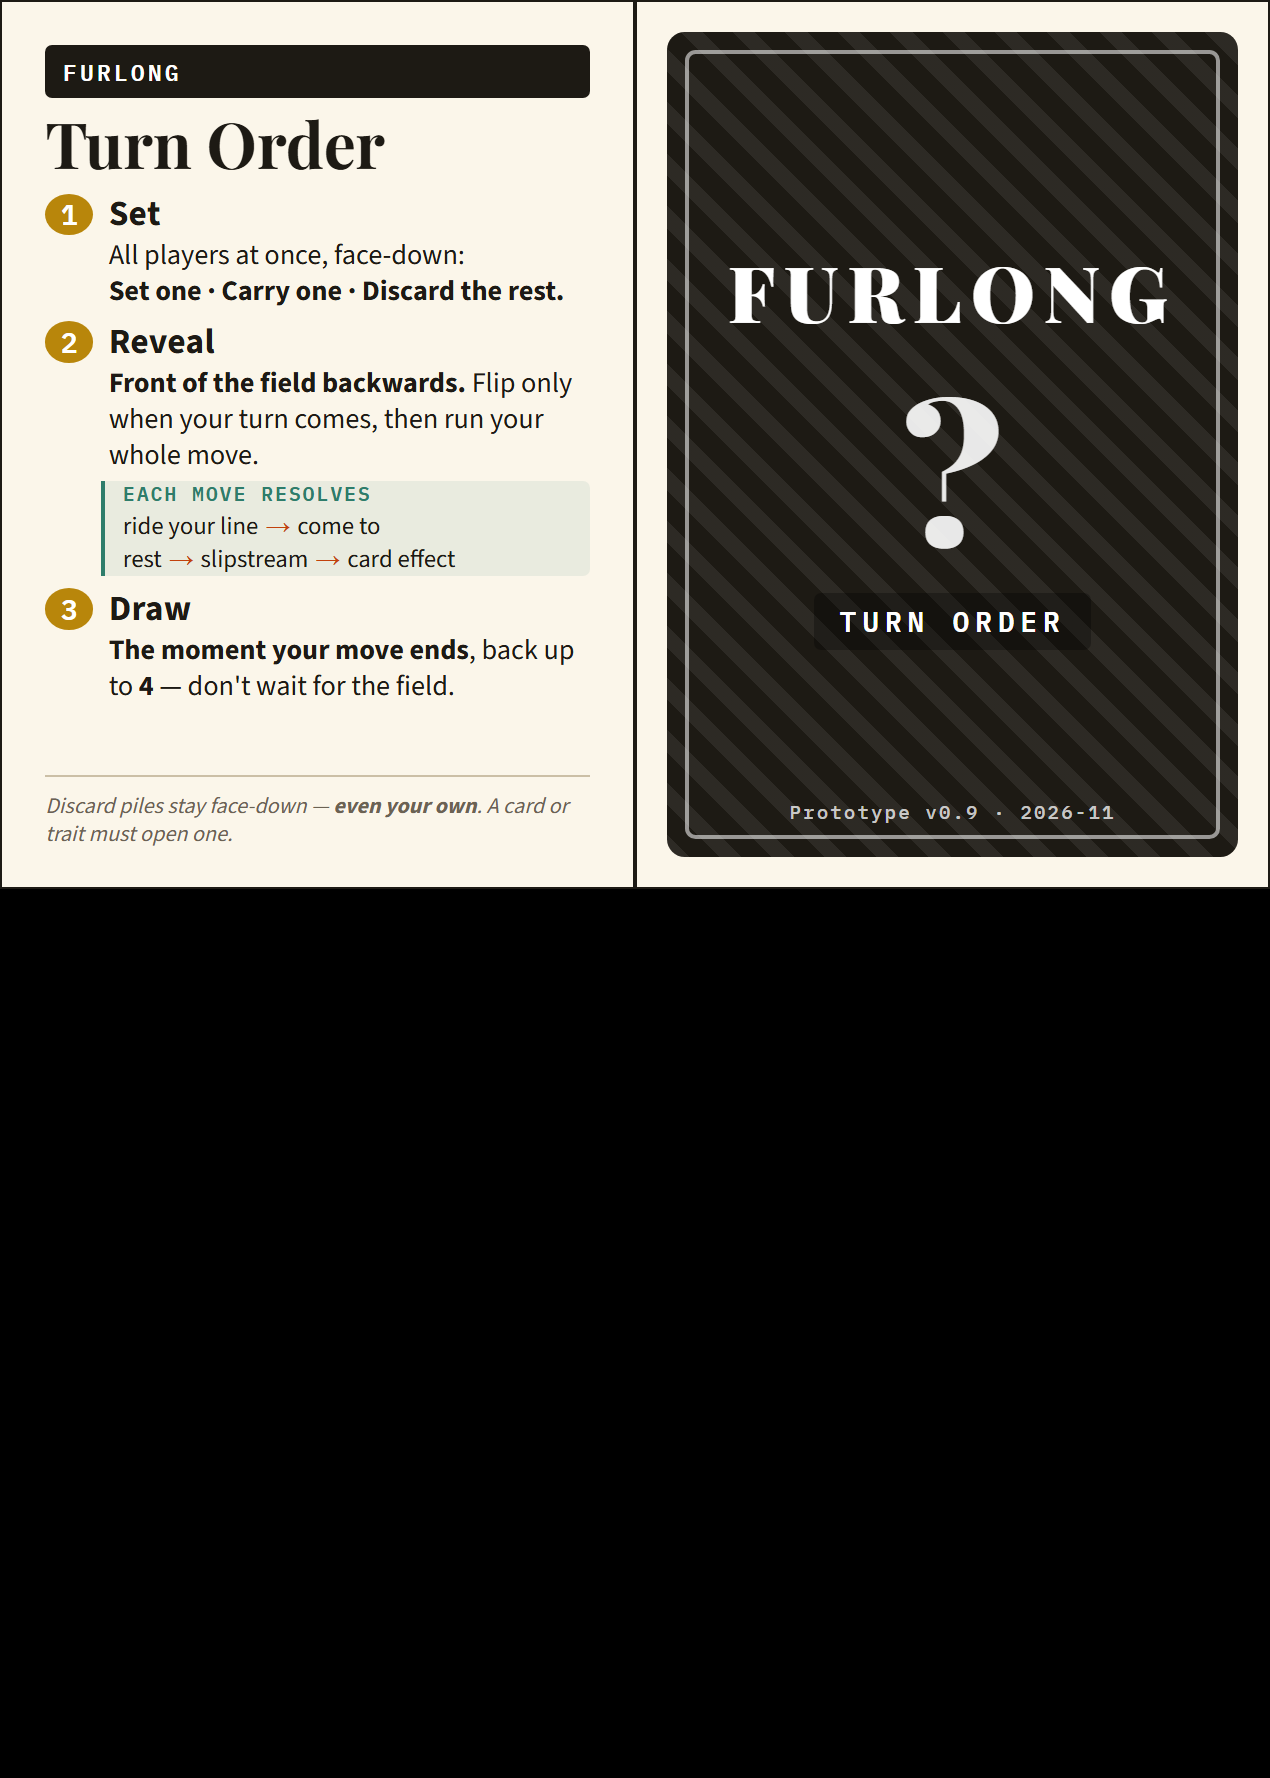 FURLONG
Turn Order
1 Set
All players at once, face-down:
Set one · Carry one · Discard the rest.
2 Reveal
Front of the field backwards. Flip only
when your turn comes, then run your
whole move.
EACH MOVE RESOLVES
ride your line → come to
rest → slipstream → card effect
3 Draw
The moment your move ends, back up
to 4 — don't wait for the field.
Discard piles stay face-down — even your own. A card or
trait must open one.
FURLONG
?
TURN ORDER
Prototype v0.9 · 2026-11